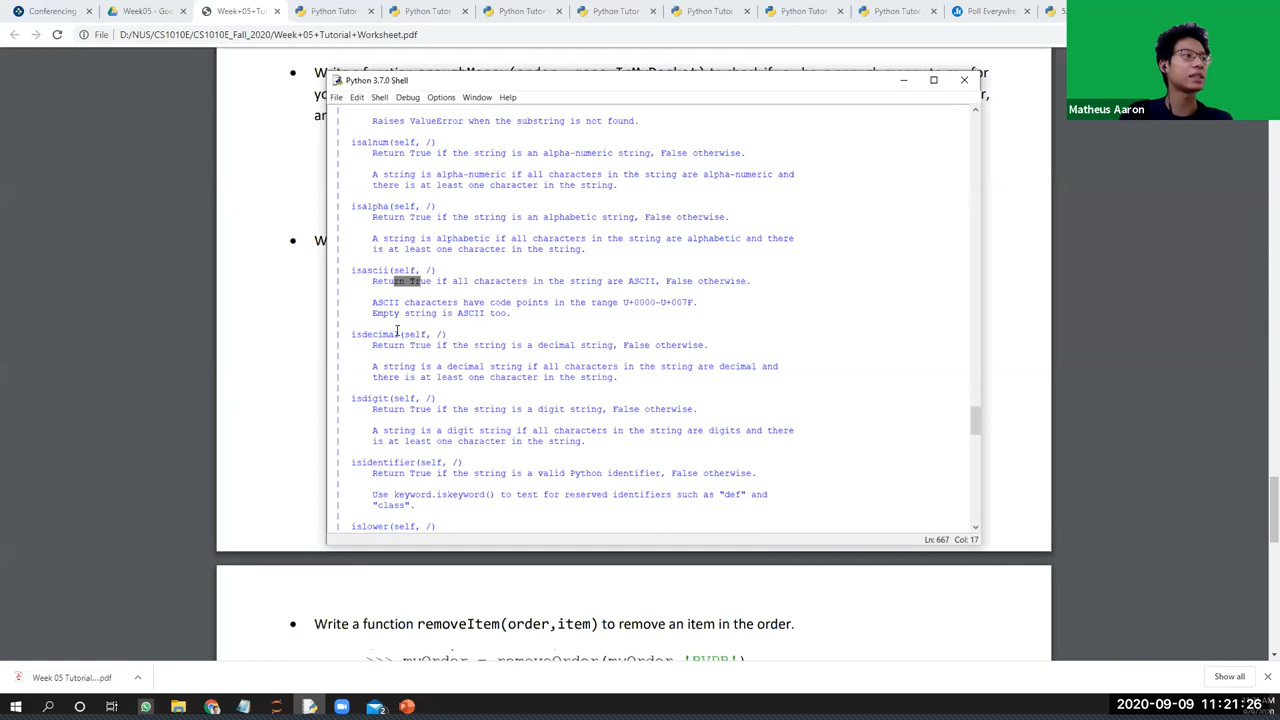 Conferencing
Week05 - Goo
Week+05+Tut
Python Tutor
Python Tutor
Python Tutor
Python Tutor
Python Tutor
Python Tutor
Python Tutor
Poll Everywhe
File
D:/NUS/CS1010E/CS1010E_Fall_2020/Week+05+Tutorial+Worksheet.pdf
Matheus Aaron
Python 3.7.0 Shell
File Edit Shell Debug Options Window Help
Raises ValueError when the substring is not found.
isalnum(self, /)
Return True if the string is an alpha-numeric string, False otherwise.
A string is alpha-numeric if all characters in the string are alpha-numeric and
there is at least one character in the string.
isalpha(self, /)
Return True if the string is an alphabetic string, False otherwise.
A string is alphabetic if all characters in the string are alphabetic and there
is at least one character in the string.
isascii(self, /)
Return True if all characters in the string are ASCII, False otherwise.
ASCII characters have code points in the range U+0000-U+007F.
Empty string is ASCII too.
isdecimal(self, /)
Return True if the string is a decimal string, False otherwise.
A string is a decimal string if all characters in the string are decimal and
there is at least one character in the string.
isdigit(self, /)
Return True if the string is a digit string, False otherwise.
A string is a digit string if all characters in the string are digits and there
is at least one character in the string.
isidentifier(self, /)
Return True if the string is a valid Python identifier, False otherwise.
Use keyword.iskeyword() to test for reserved identifiers such as "def" and
"class".
islower(self, /)
Ln: 667 Col: 17
• Write a function removeItem(order,item) to remove an item in the order.
>>> myOrder = removeOrder(myOrder,'BVPB')
Week 05 Tutorial....pdf
Show all
2020-09-09 11:21:26